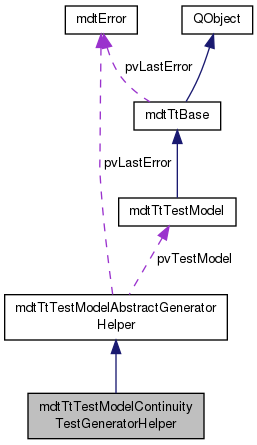 mdtError
QObject
pvLastError
mdtTtBase
pvLastError
mdtTtTestModel
pvTestModel
mdtTtTestModelAbstractGenerator
Helper
mdtTtTestModelContinuity
TestGeneratorHelper